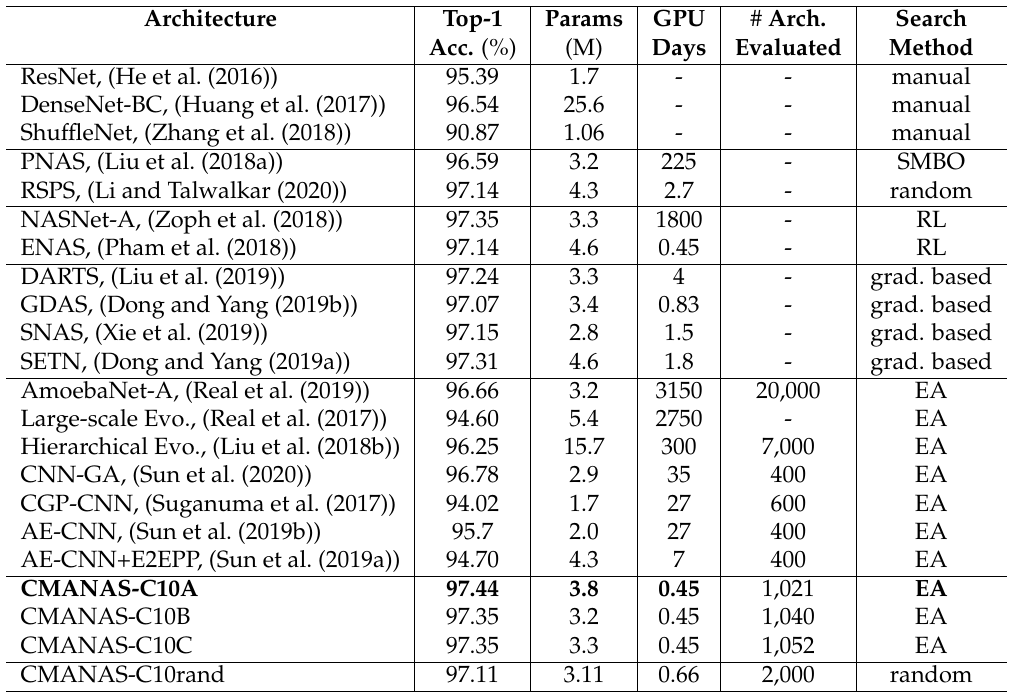 Architecture Top-1 Params GPU # Arch. Search
Acc. (%) (M) Days Evaluated Method
ResNet, (He et al. (2016)) 95.39 1.7 - - manual
DenseNet-BC, (Huang et al. (2017)) 96.54 25.6 - - manual
ShuffleNet, (Zhang et al. (2018)) 90.87 1.06 - - manual
PNAS, (Liu et al. (2018a)) 96.59 3.2 225 - SMBO
RSPS, (Li and Talwalkar (2020)) 97.14 4.3 2.7 - random
NASNet-A, (Zoph et al. (2018)) 97.35 3.3 1800 - RL
ENAS, (Pham et al. (2018)) 97.14 4.6 0.45 - RL
DARTS, (Liu et al. (2019)) 97.24 3.3 4 - grad. based
GDAS, (Dong and Yang (2019b)) 97.07 3.4 0.83 - grad. based
SNAS, (Xie et al. (2019)) 97.15 2.8 1.5 - grad. based
SETN, (Dong and Yang (2019a)) 97.31 4.6 1.8 - grad. based
AmoebaNet-A, (Real et al. (2019)) 96.66 3.2 3150 20,000 EA
Large-scale Evo., (Real et al. (2017)) 94.60 5.4 2750 - EA
Hierarchical Evo., (Liu et al. (2018b)) 96.25 15.7 300 7,000 EA
CNN-GA, (Sun et al. (2020)) 96.78 2.9 35 400 EA
CGP-CNN, (Suganuma et al. (2017)) 94.02 1.7 27 600 EA
AE-CNN, (Sun et al. (2019b)) 95.7 2.0 27 400 EA
AE-CNN+E2EPP, (Sun et al. (2019a)) 94.70 4.3 7 400 EA
CMANAS-C10A 97.44 3.8 0.45 1,021 EA
CMANAS-C10B 97.35 3.2 0.45 1,040 EA
CMANAS-C10C 97.35 3.3 0.45 1,052 EA
CMANAS-C10rand 97.11 3.11 0.66 2,000 random